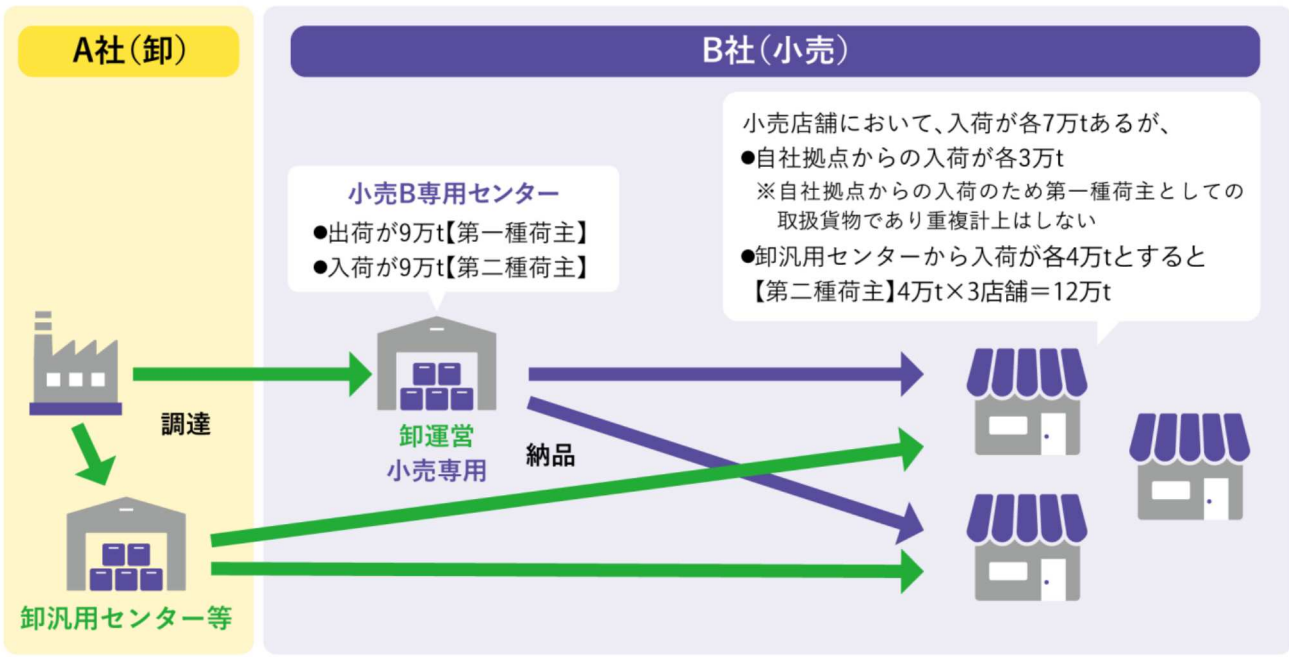 A社(卸)
B社(小売)
小売店舗において、入荷が各7万tあるが、
●自社拠点からの入荷が各3万t
※自社拠点からの入荷のため第一種荷主としての
取扱貨物であり重複計上はしない
●卸汎用センターから入荷が各4万tとすると
【第二種荷主】4万t×3店舗＝12万t
小売B専用センター
●出荷が9万t【第一種荷主】
●入荷が9万t【第二種荷主】
調達
卸運営
小売専用
納品
卸汎用センター等